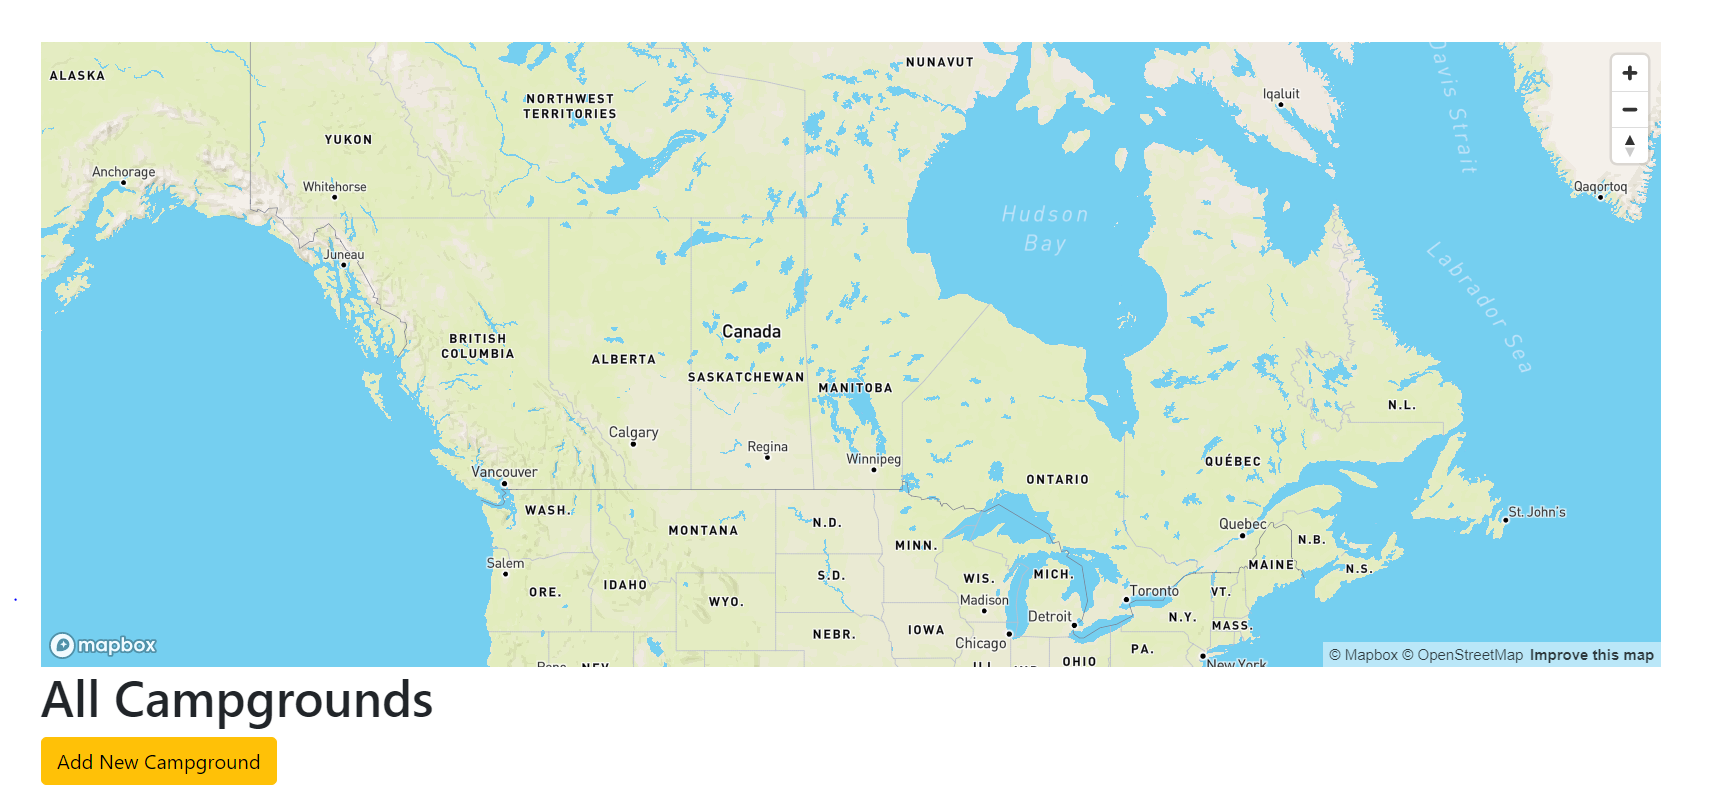 ALASKA
NUNAVUT
Davis Strait
Iqaluit
NORTHWEST
TERRITORIES
YUKON
Anchorage
Whitehorse
Qaqortoq
Hudson
Bay
Juneau
Labrador Sea
Canada
BRITISH
COLUMBIA
ALBERTA
SASKATCHEWAN
MANITOBA
N.L.
Calgary
Regina
Winnipeg
Vancouver
QUÉBEC
ONTARIO
WASH.
MONTANA
N.D.
St. John's
Quebec
MINN.
N.B.
Salem
MAINE
N.S.
IDAHO
S.D.
WIS.
MICH.
ORE.
WYO.
Madison
Toronto
VT.
Detroit
N.Y.
MASS.
NEBR.
IOWA
Chicago
PA.
OHIO
New York
Reno
NEV.
ILL.
mapbox
© Mapbox © OpenStreetMap Improve this map
All Campgrounds
Add New Campground